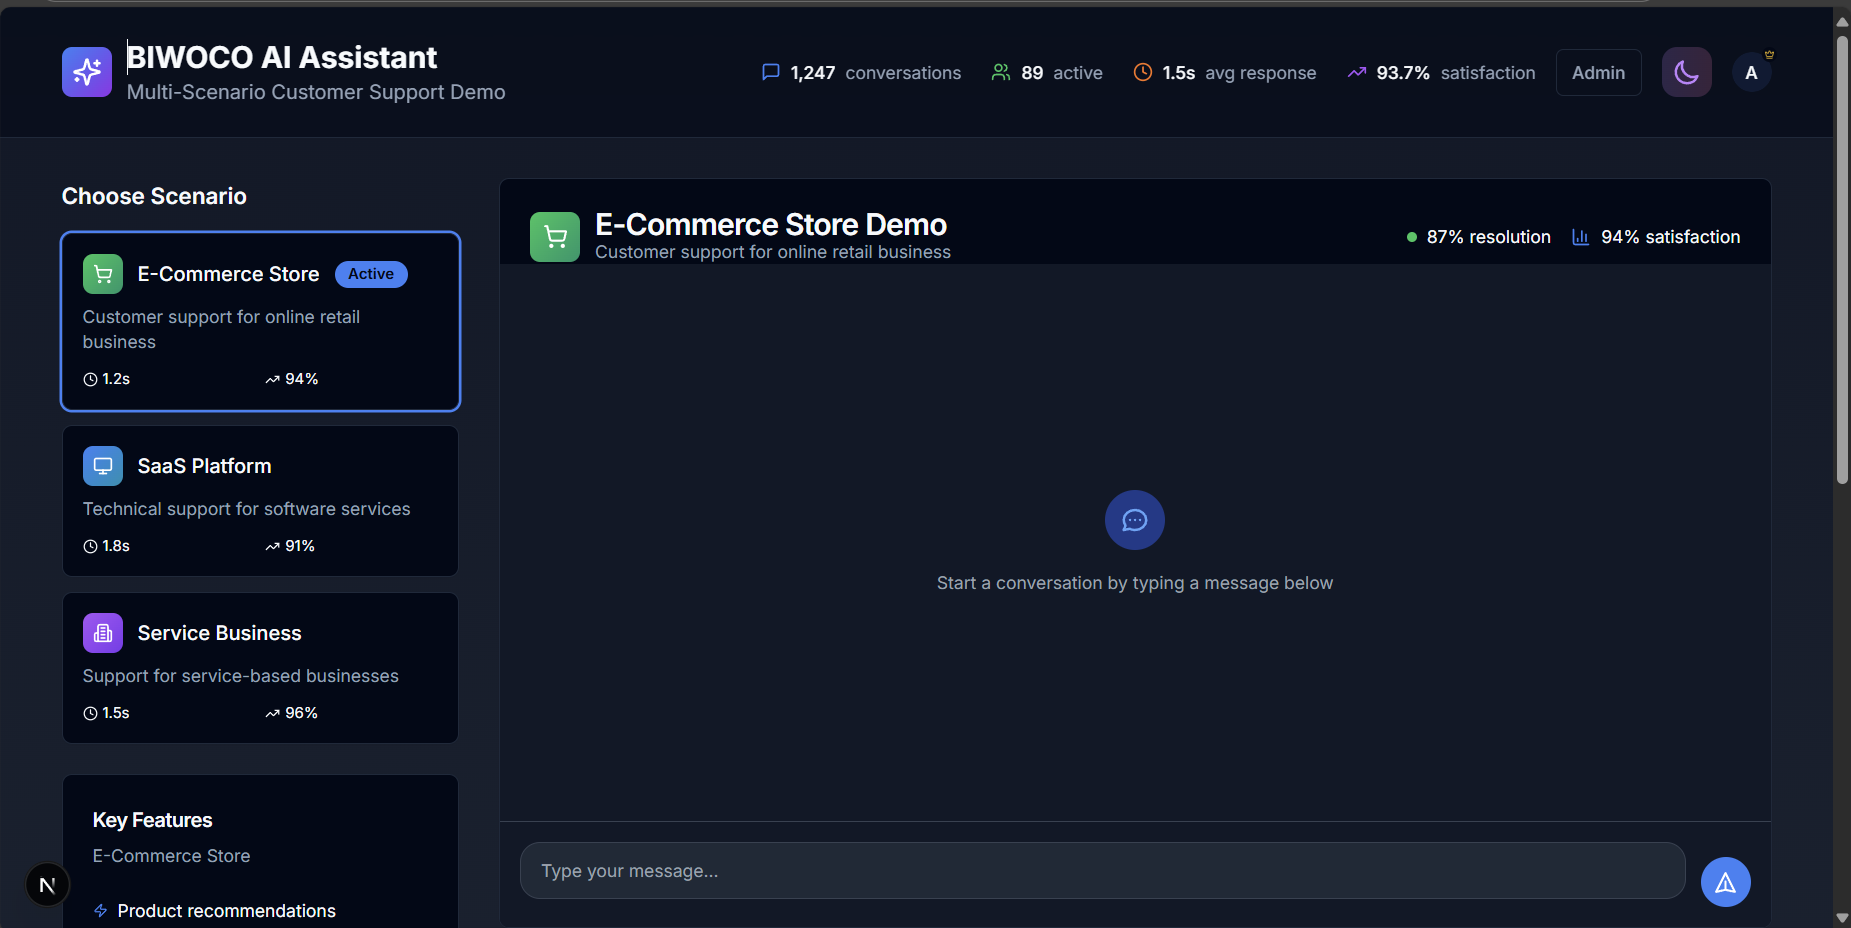 BIWOCO AI Assistant
Multi-Scenario Customer Support Demo
1,247 conversations
89 active
1.5s avg response
93.7% satisfaction
Admin
A
Choose Scenario
E-Commerce Store
Active
Customer support for online retail
business
1.2s
94%
SaaS Platform
Technical support for software services
1.8s
91%
Service Business
Support for service-based businesses
1.5s
96%
Key Features
E-Commerce Store
Product recommendations
N
E-Commerce Store Demo
Customer support for online retail business
87% resolution
94% satisfaction
Start a conversation by typing a message below
Type your message...